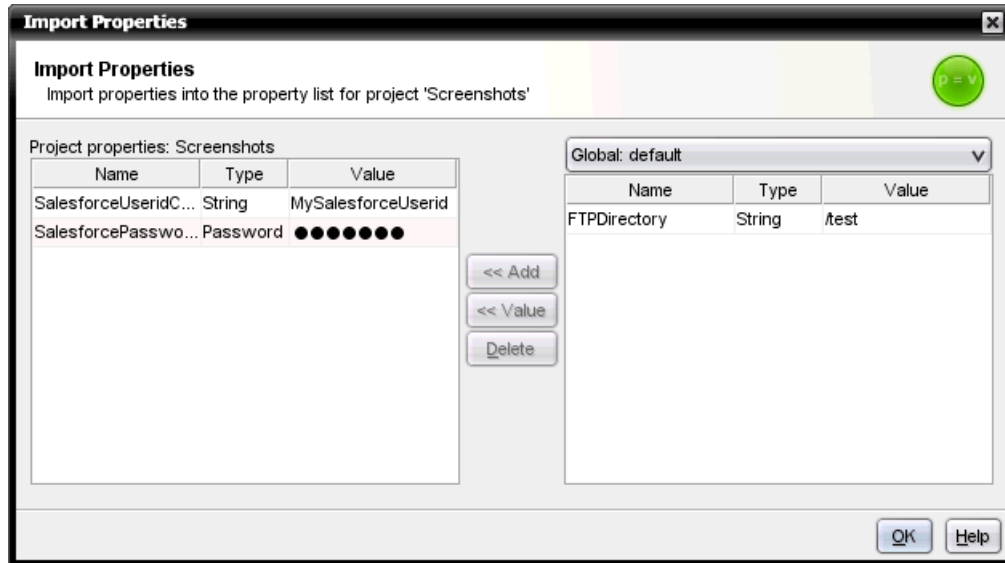 Import Properties
Import Properties
Import properties into the property list for project 'Screenshots'
p = v
Project properties: Screenshots
Name Type Value
SalesforceUseridC... String MySalesforceUserid
SalesforcePasswo... Password ●●●●●●●
<< Add
<< Value
Delete
Global: default
Name Type Value
FTPDirectory String /test
OK Help